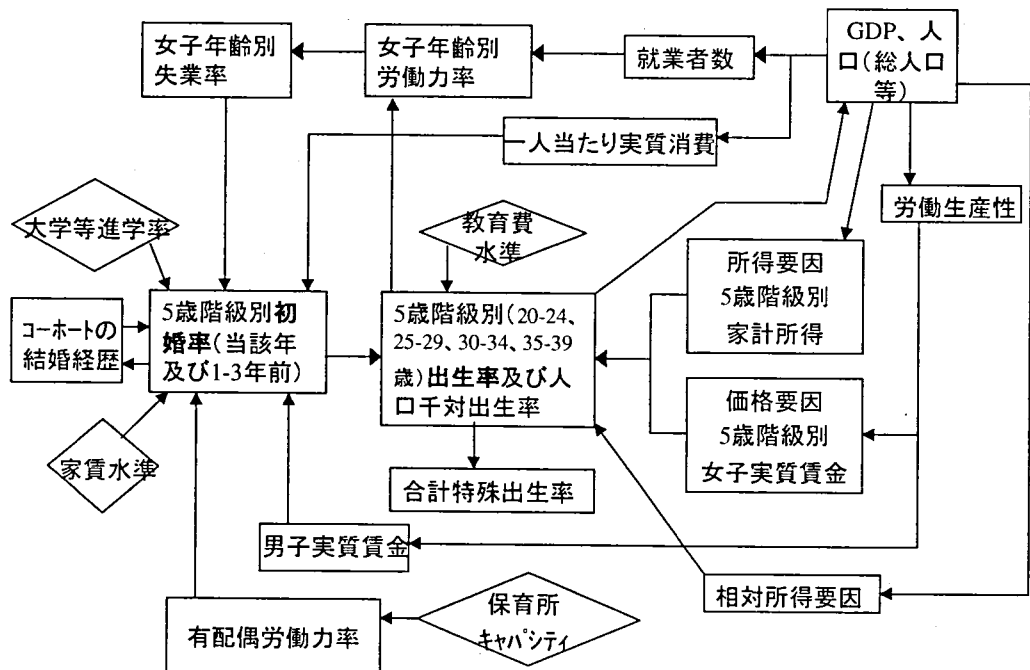 女子年齢別
失業率
女子年齢別
労働力率
就業者数
GDP、人
口(総人口
等)
一人当たり実質消費
労働生産性
大学等進学率
教育費
水準
所得要因
5歳階級別
家計所得
コーホートの
結婚経歴
5歳階級別初
婚率(当該年
及び1-3年前)
5歳階級別(20-24、
25-29、30-34、35-39
歳)出生率及び人
口千対出生率
価格要因
5歳階級別
女子実質賃金
家賃水準
合計特殊出生率
男子実質賃金
相対所得要因
有配偶労働力率
保育所
キャパシティ